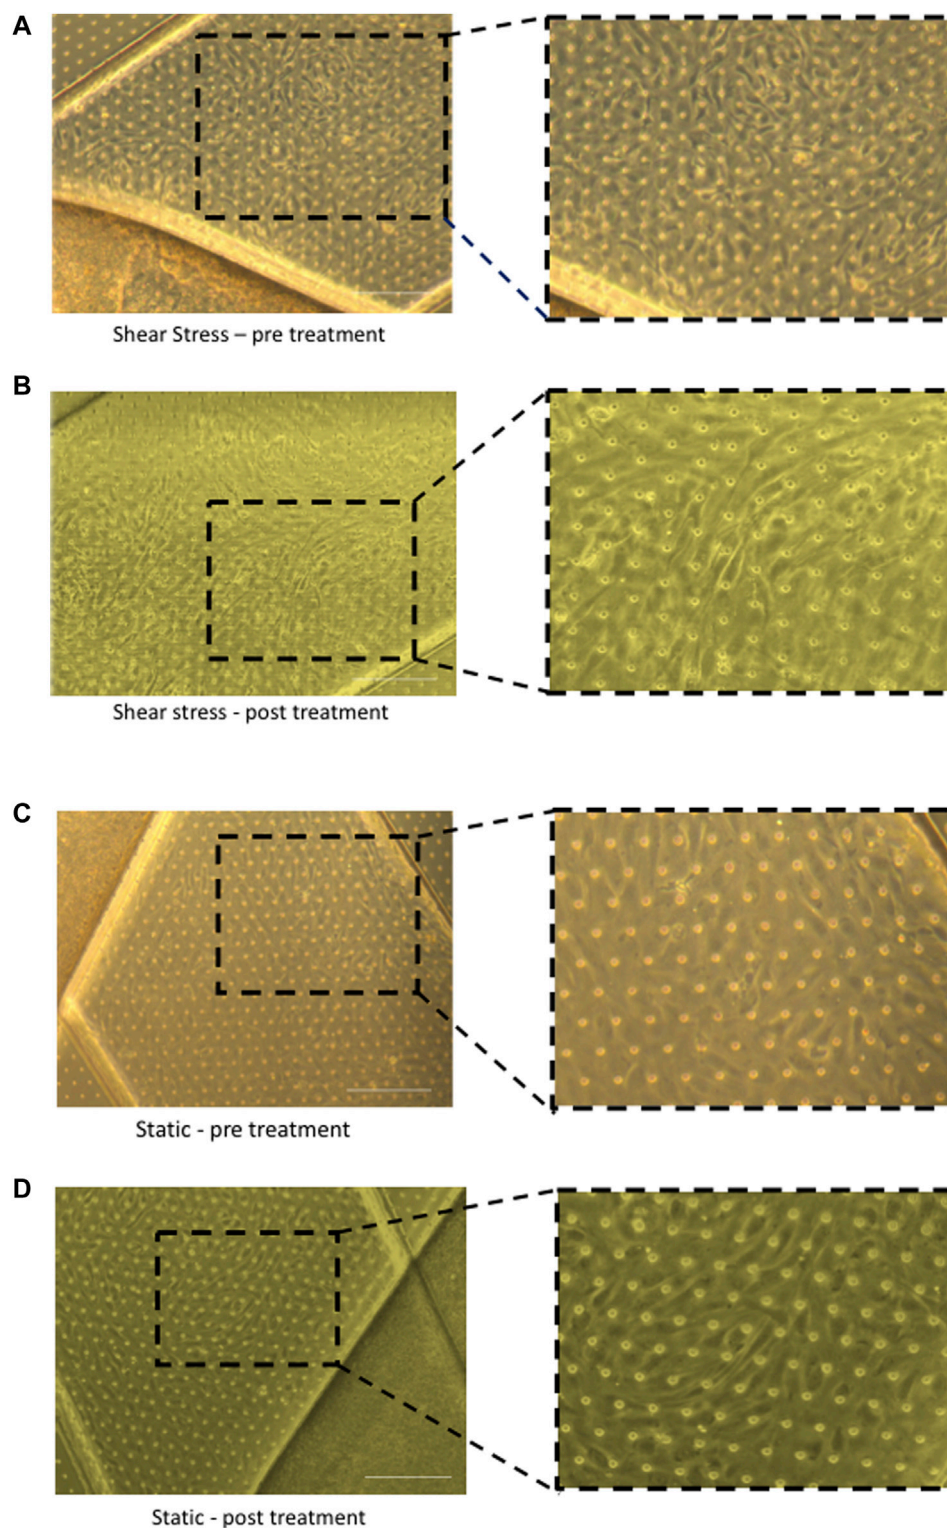 A
Shear Stress – pre treatment
B
Shear stress - post treatment
C
Static - pre treatment
D
Static - post treatment